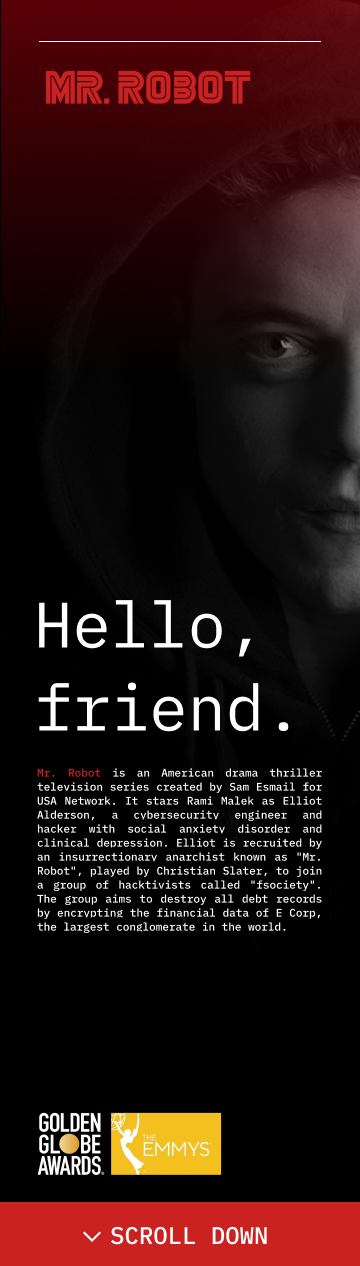 MR. ROBOT
Hello,
friend.
Mr. Robot is an American drama thriller
television series created by Sam Esmail for
USA Network. It stars Rami Malek as Elliot
Alderson, a cybersecurity engineer and
hacker with social anxiety disorder and
clinical depression. Elliot is recruited by
an insurrectionary anarchist known as "Mr.
Robot", played by Christian Slater, to join
a group of hacktivists called "fsociety".
The group aims to destroy all debt records
by encrypting the financial data of E Corp,
the largest conglomerate in the world.
GOLDEN
GLOBE
AWARDS
THE
EMMYS
SCROLL DOWN